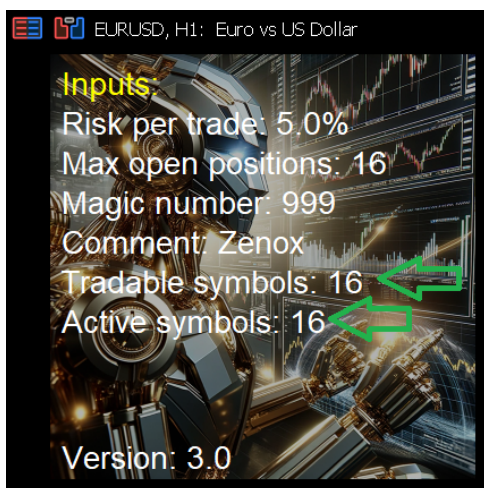 EURUSD, H1: Euro vs US Dollar
Inputs:
Risk per trade: 5.0%
Max open positions: 16
Magic number: 999
Comment: Zenox
Tradable symbols: 16
Active symbols: 16
Version: 3.0